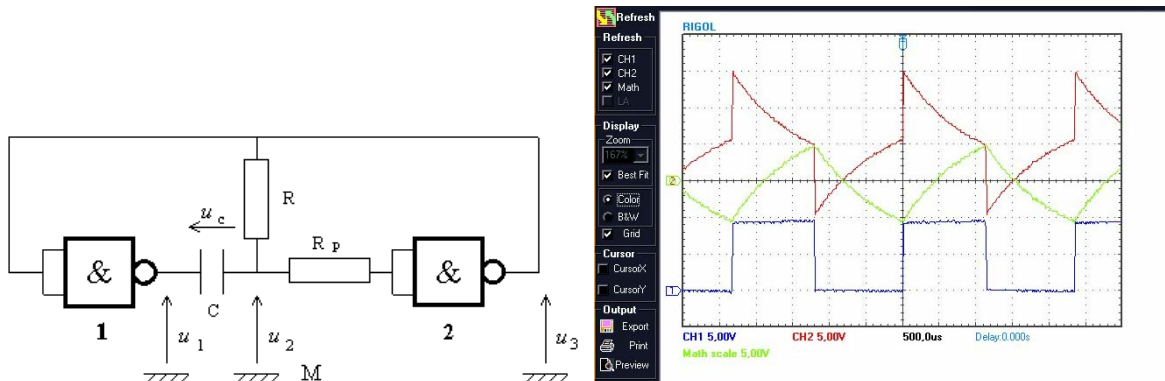 R
u c
R p
&
&
1
C
2
u 1
u 2
u 3
M
Refresh
Refresh
CH1
CH2
Math
LA
Display
Zoom
167%
Best Fit
Color
B&W
Grid
Cursor
CursorX
CursorY
Output
Export
Print
Preview
RIGOL
T
2
1
CH1 5,00V CH2 5,00V 500,0us Delay:0.000s
Math scale 5,00V